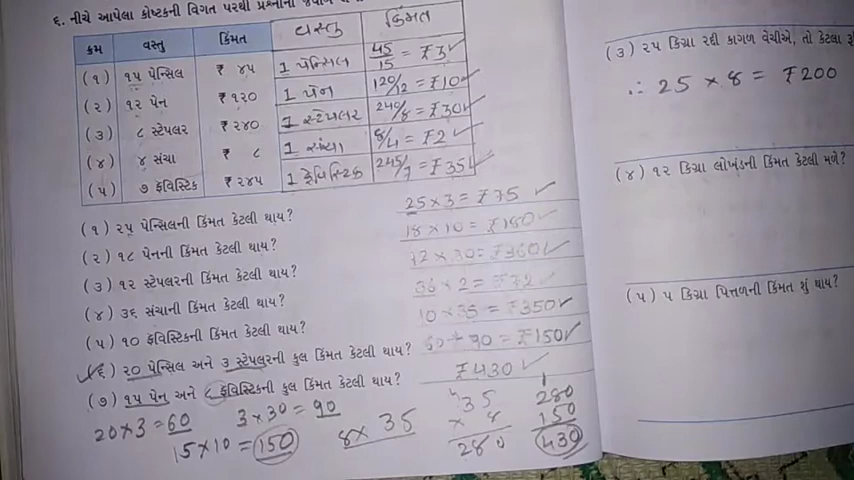 ૬. નીચે આપેલા કોષ્ટકની વિગત પરથી પ્રશ્નોના
ક્રમ વસ્તુ કિંમત વસ્તુ કિંમત
(૧) ૧૫ પેન્સિલ ₹ ૪૫ 1 પેન્સિલ 45/15 = ₹3 ✓
(૨) ૧૨ પેન ₹ ૧૨૦ 1 પેન 120/12 = ₹10 ✓
(૩) ૮ સ્ટેપલર ₹ ૨૪૦ 1 સ્ટેપલર 240/8 = ₹30 ✓
(૪) ૪ સંચા ₹ ૮ 1 સંચા 8/4 = ₹2 ✓
(૫) ૭ ફેવિસ્ટિક ₹ ૨૪૫ 1 ફેવિસ્ટિક 245/7 = ₹35 ✓
(૧) ૨૫ પેન્સિલની કિંમત કેટલી થાય? 25 × 3 = ₹75 ✓
(૨) ૧૮ પેનની કિંમત કેટલી થાય? 18 × 10 = ₹180 ✓
(૩) ૧૨ સ્ટેપલરની કિંમત કેટલી થાય? 12 × 30 = ₹360 ✓
(૪) ૩૬ સંચાની કિંમત કેટલી થાય? 36 × 2 = ₹72 ✓
(૫) ૧૦ ફેવિસ્ટિકની કિંમત કેટલી થાય? 10 × 35 = ₹350 ✓
(૬) ૨૦ પેન્સિલ અને ૩ સ્ટેપલરની કુલ કિંમત કેટલી થાય? 60 + 90 = ₹150 ✓
(૭) ૧૫ પેન અને ૮ ફેવિસ્ટિકની કુલ કિંમત કેટલી થાય? ₹430 ✓
20 × 3 = 60 3 × 30 = 90
15 × 10 = 150 8 × 35
4
35
× 8
280
1
280
150
430
(૩) ૨૫ કિગ્રા રદ્દી કાગળ વેચીએ, તો કેટલા
∴ 25 × 8 = ₹200
(૪) ૧૨ કિગ્રા લોખંડની કિંમત કેટલી મળે?
(૫) ૫ કિગ્રા પિત્તળની કિંમત શું થાય?